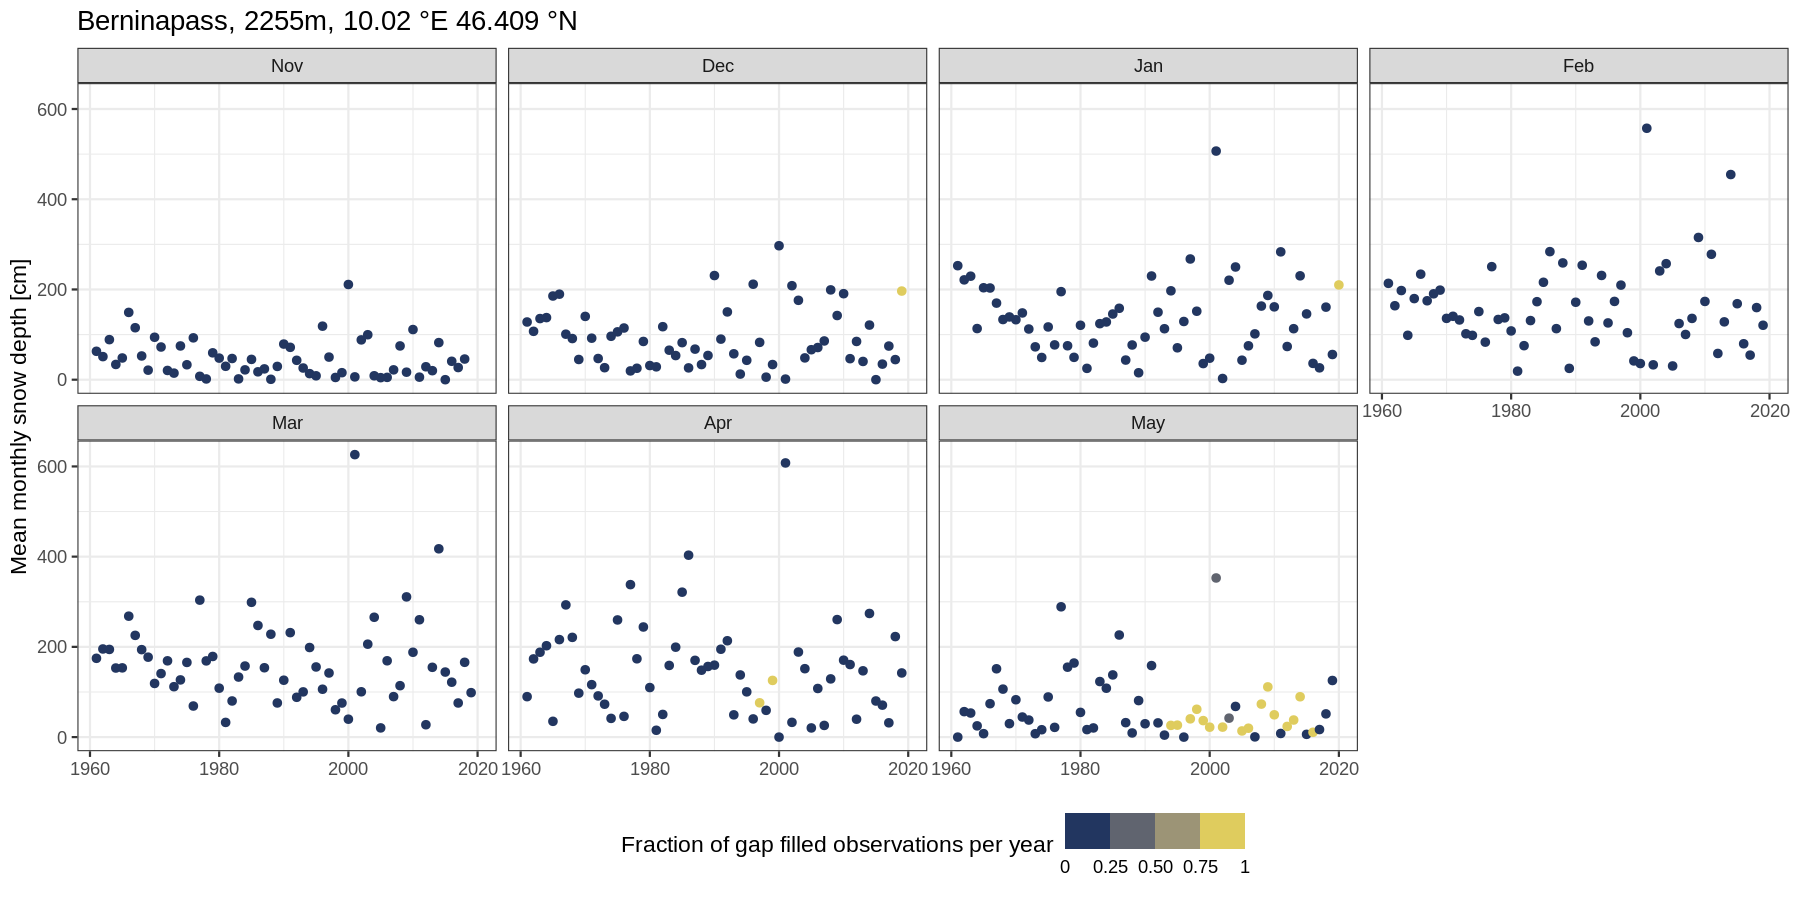 Berninapass, 2255m, 10.02 °E 46.409 °N
Nov
Dec
Jan
Feb
600
400
200
0
1960
1980
2000
2020
Mean monthly snow depth [cm]
Mar
Apr
May
600
400
200
0
1960
1980
2000
2020
1960
1980
2000
2020
1960
1980
2000
2020
Fraction of gap filled observations per year
0
0.25
0.50
0.75
1